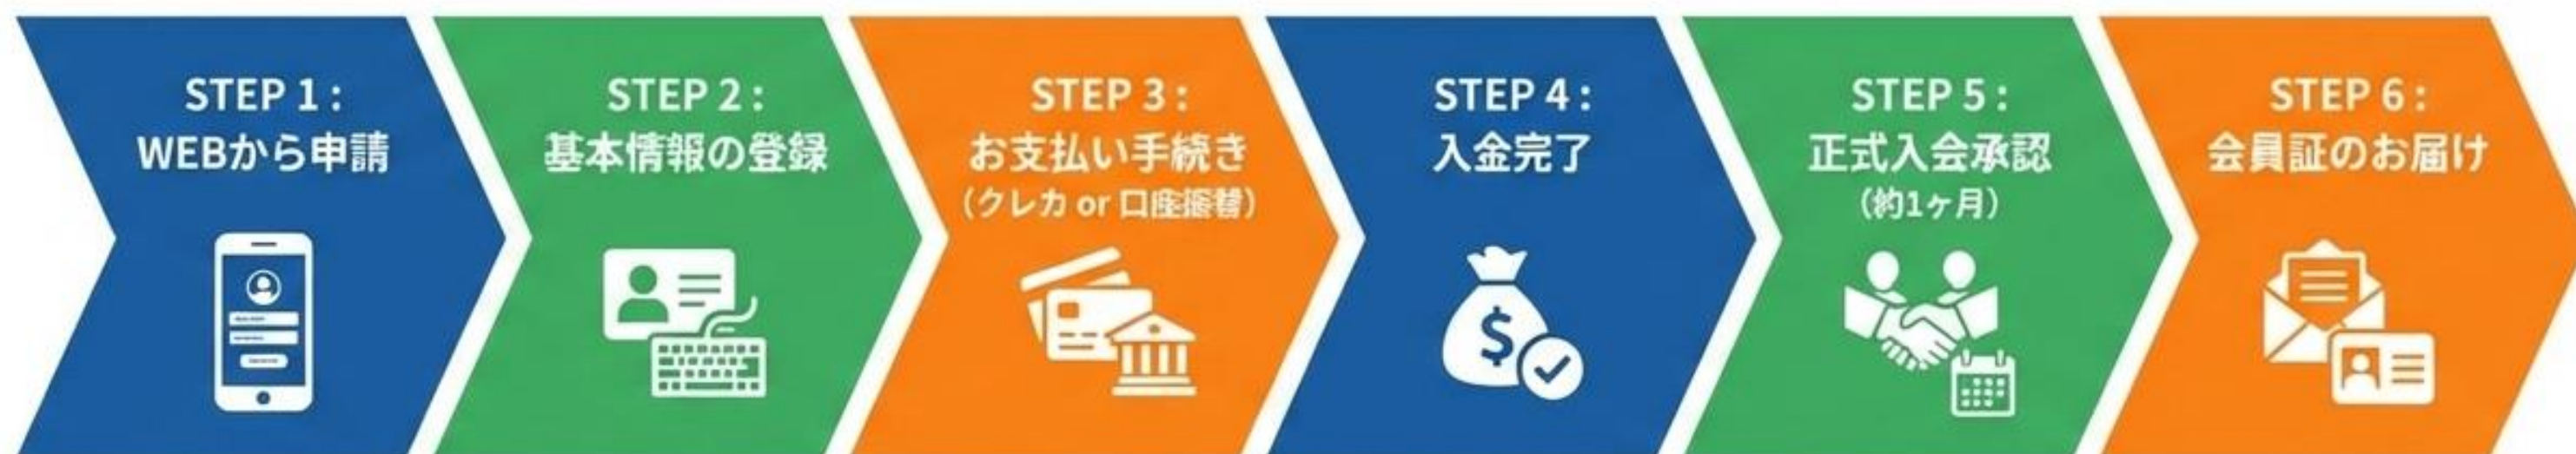 STEP 1 :
WEBから申請
STEP 2 :
基本情報の登録
STEP 3 :
お支払い手続き
（クレカ or 口座振替）
STEP 4 :
入金完了
STEP 5 :
正式入会承認
（約1ヶ月）
STEP 6 :
会員証のお届け